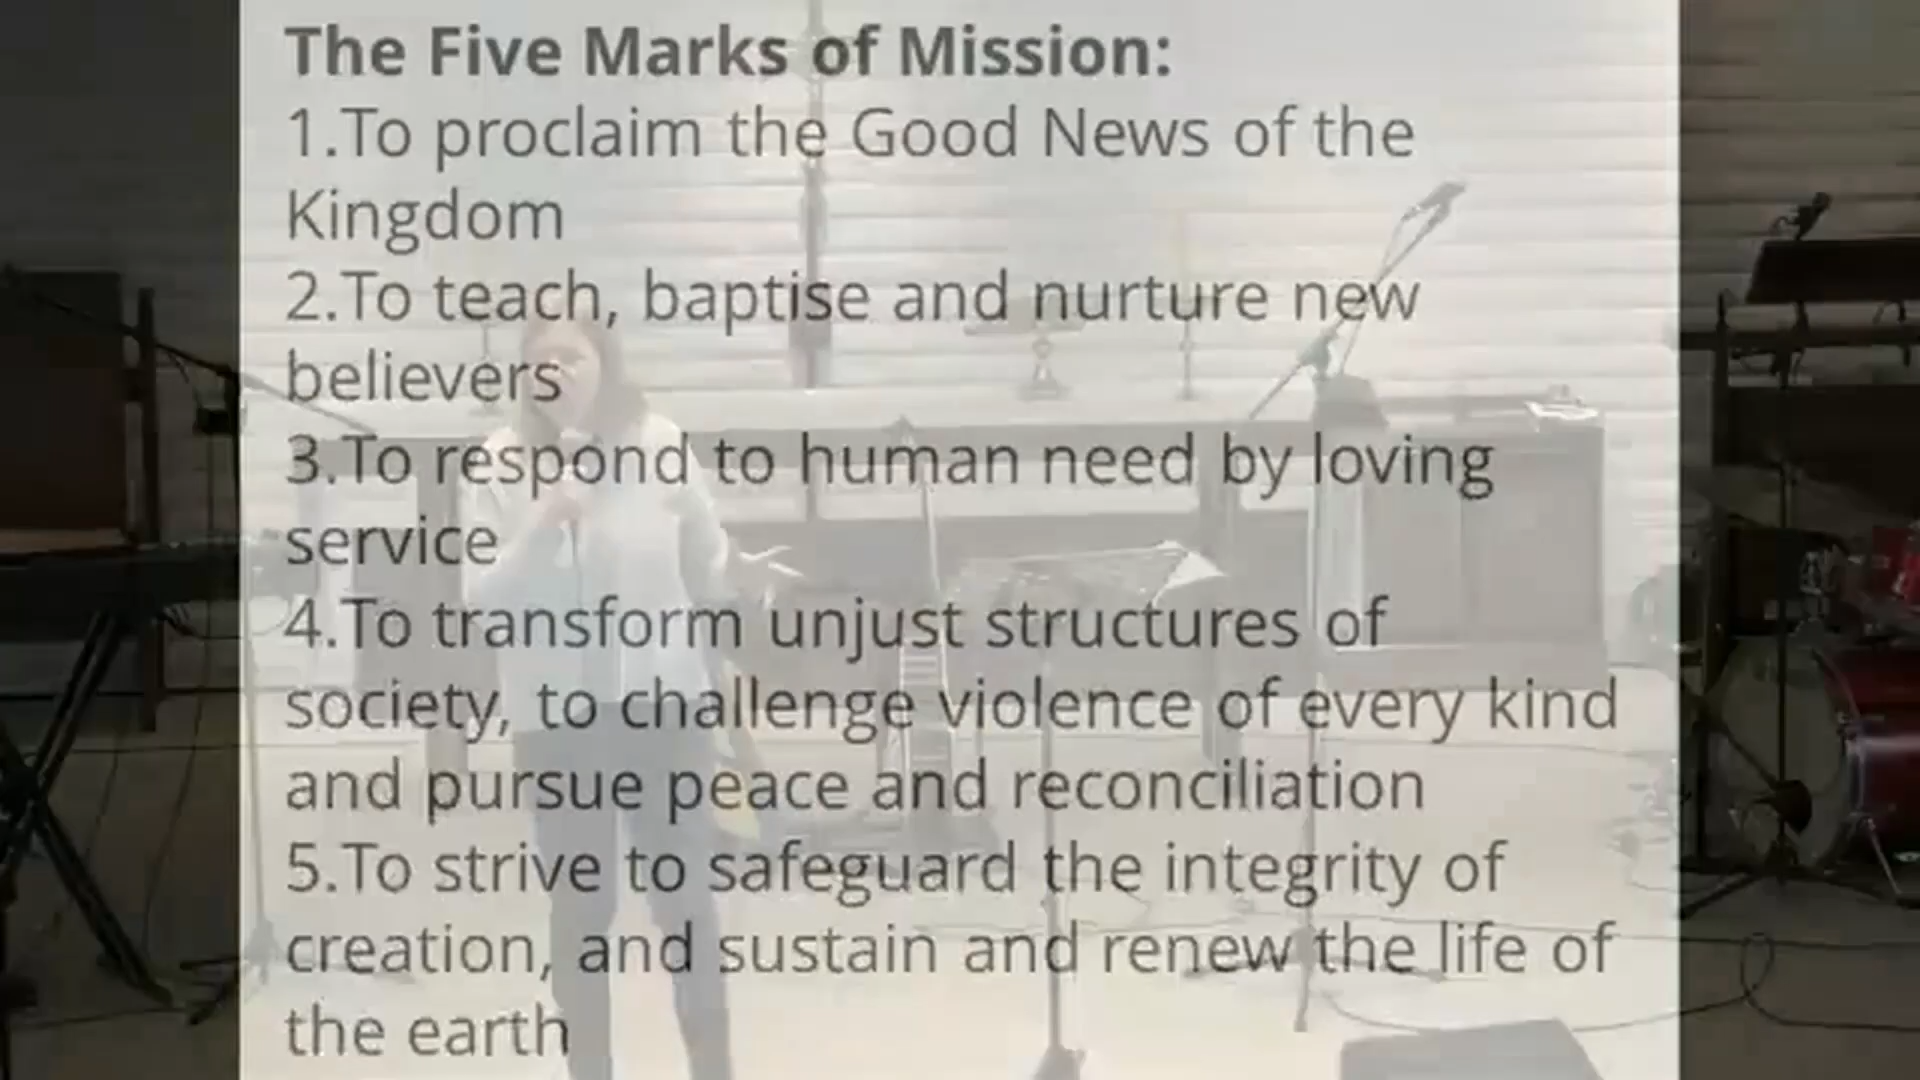 The Five Marks of Mission:
1.To proclaim the Good News of the
Kingdom
2.To teach, baptise and nurture new
believers
3.To respond to human need by loving
service
4.To transform unjust structures of
society, to challenge violence of every kind
and pursue peace and reconciliation
5.To strive to safeguard the integrity of
creation, and sustain and renew the life of
the earth